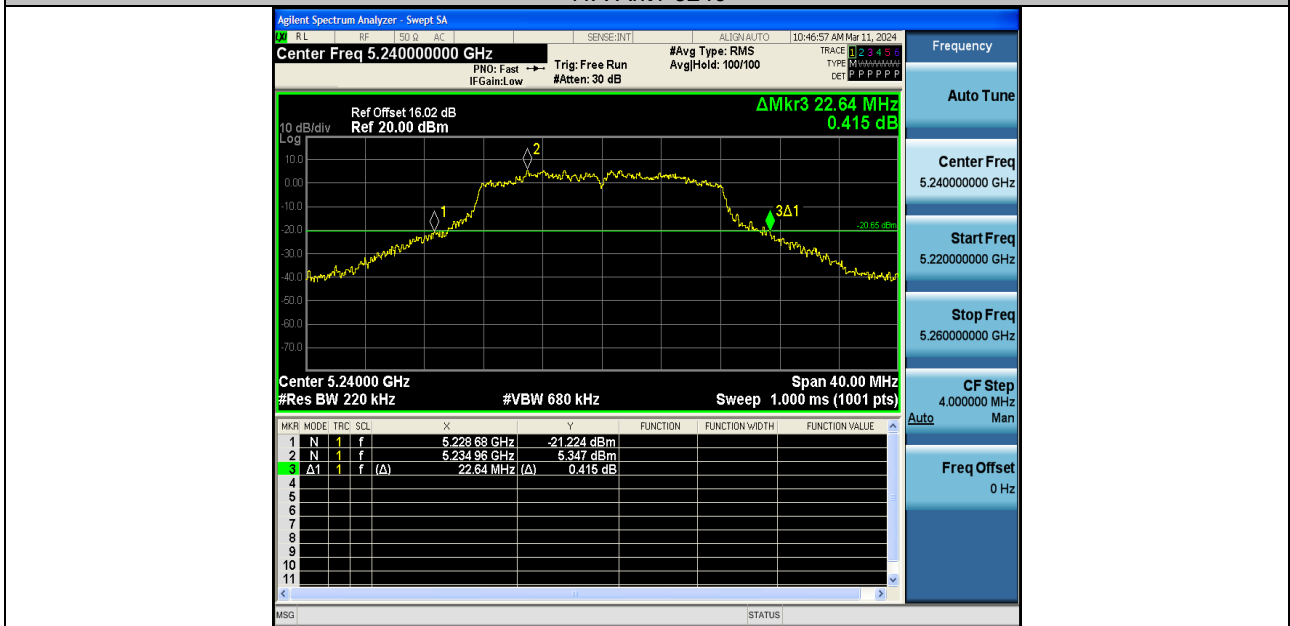 Agilent Spectrum Analyzer - Swept SA
LXI RL RF 50 Ω AC SENSE:INT ALIGNAUTO 10:46:57 AM Mar 11, 2024
Center Freq 5.240000000 GHz
PNO: Fast
IFGain:Low
Trig: Free Run
#Atten: 30 dB
#Avg Type: RMS
Avg|Hold: 100/100
TRACE 1 2 3 4 5 6
TYPE M
DET P P P P P P
ΔMkr3 22.64 MHz
0.415 dB
Ref Offset 16.02 dB
10 dB/div Ref 20.00 dBm
Log
10.0
0.00
-10.0
-20.0
-30.0
-40.0
-50.0
-60.0
-70.0
1
2
3Δ1
-20.65 dBm
Center 5.24000 GHz Span 40.00 MHz
#Res BW 220 kHz #VBW 680 kHz Sweep 1.000 ms (1001 pts)
MKR MODE TRC SCL X Y FUNCTION FUNCTION WIDTH FUNCTION VALUE
1 N 1 f 5.228 68 GHz -21.224 dBm
2 N 1 f 5.234 96 GHz 5.347 dBm
3 Δ1 1 f (Δ) 22.64 MHz (Δ) 0.415 dB
4
5
6
7
8
9
10
11
MSG STATUS
Frequency
Auto Tune
Center Freq
5.240000000 GHz
Start Freq
5.220000000 GHz
Stop Freq
5.260000000 GHz
CF Step
4.000000 MHz
Auto Man
Freq Offset
0 Hz